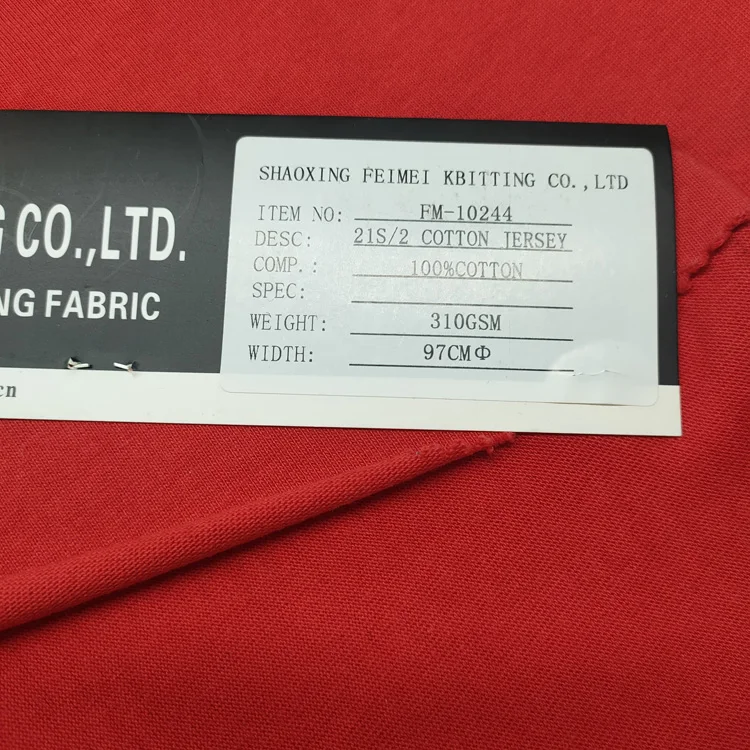 SHAOXING FEIMEI KBITTING CO.,LTD
ITEM NO: FM-10244
DESC: 21S/2 COTTON JERSEY
COMP.: 100%COTTON
SPEC:
WEIGHT: 310GSM
WIDTH: 97CMΦ
G CO.,LTD.
NG FABRIC
cn